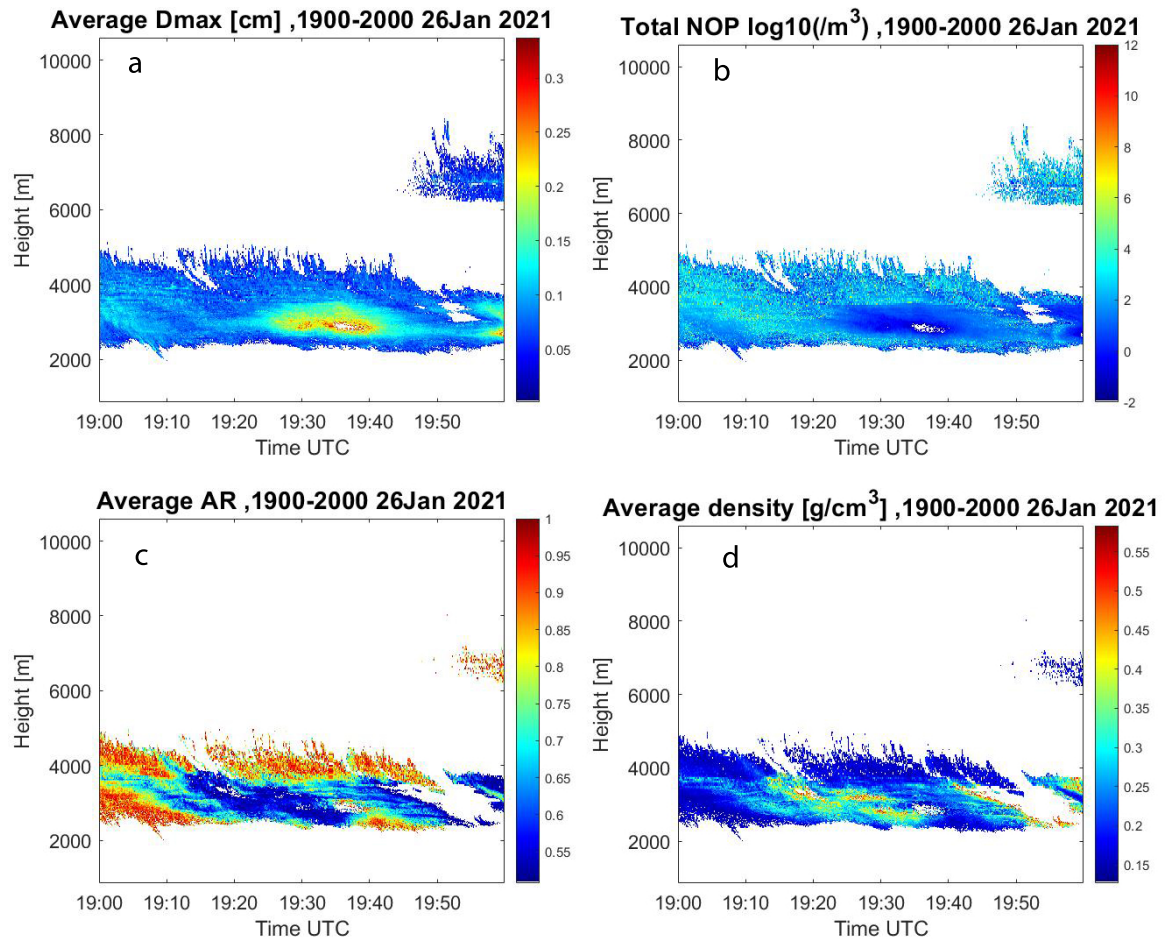 Average Dmax [cm] ,1900-2000 26Jan 2021
a
10000
8000
6000
4000
2000
Height [m]
19:00 19:10 19:20 19:30 19:40 19:50
Time UTC
0.3
0.25
0.2
0.15
0.1
0.05
Total NOP log10(/m³) ,1900-2000 26Jan 2021
b
10000
8000
6000
4000
2000
Height [m]
19:00 19:10 19:20 19:30 19:40 19:50
Time UTC
12
10
8
6
4
2
0
-2
Average AR ,1900-2000 26Jan 2021
c
10000
8000
6000
4000
2000
Height [m]
19:00 19:10 19:20 19:30 19:40 19:50
Time UTC
1
0.95
0.9
0.85
0.8
0.75
0.7
0.65
0.6
0.55
Average density [g/cm³] ,1900-2000 26Jan 2021
d
10000
8000
6000
4000
2000
Height [m]
19:00 19:10 19:20 19:30 19:40 19:50
Time UTC
0.55
0.5
0.45
0.4
0.35
0.3
0.25
0.2
0.15